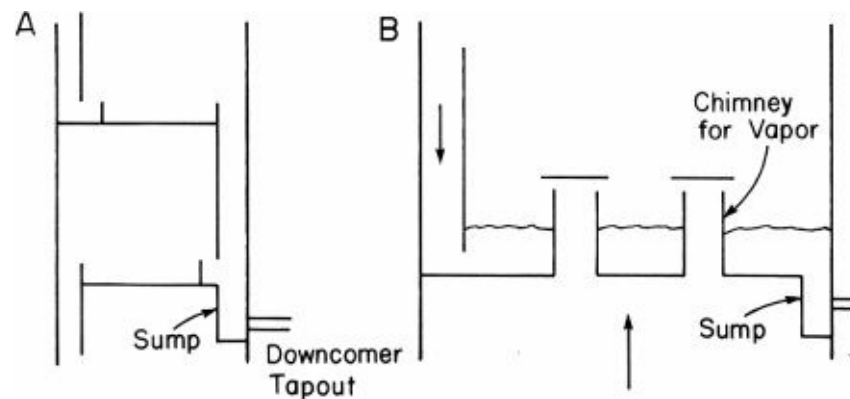 A
B
Chimney
for Vapor
Sump
Downcomer
Tapout
Sump